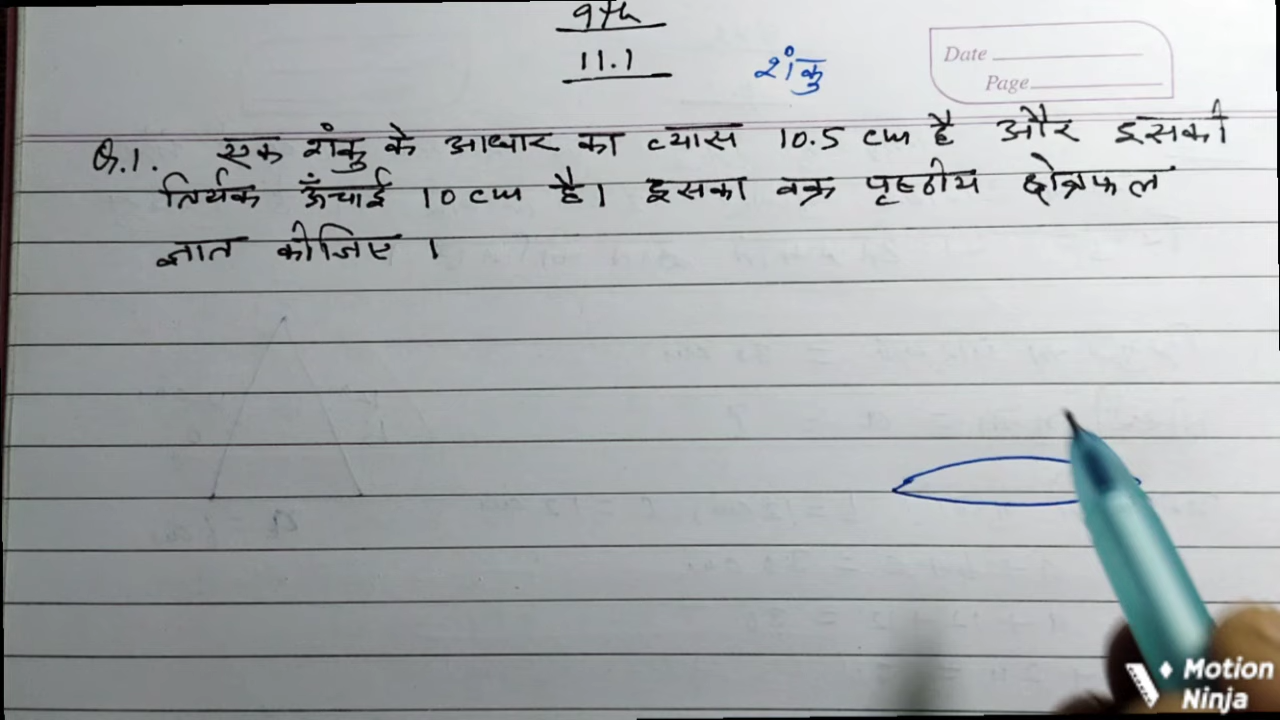 9th
11.1
शंकु
Date
Page
Q.1. एक शंकु के आधार का व्यास 10.5 cm है और इसकी
तिर्यक ऊँचाई 10 cm है। इसका वक्र पृष्ठीय क्षेत्रफल
ज्ञात कीजिए ।
Motion
Ninja